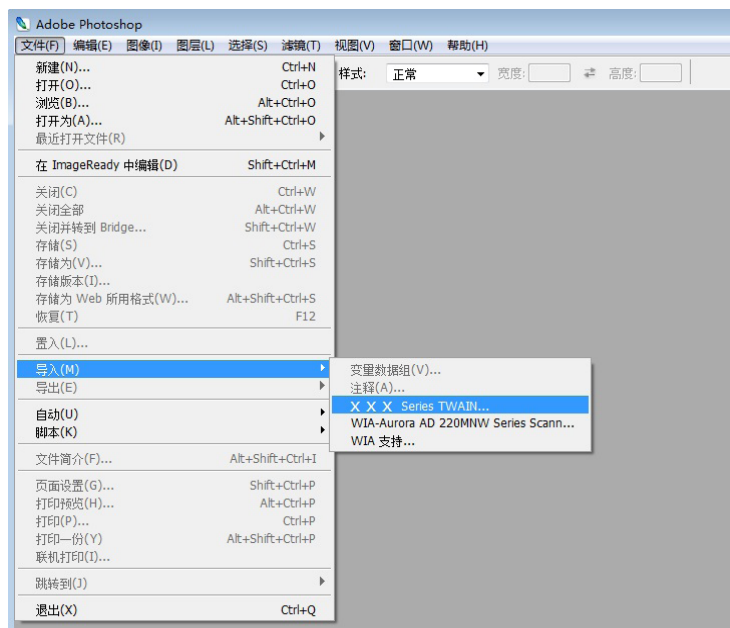 Adobe Photoshop
文件(F) 编辑(E) 图像(I) 图层(L) 选择(S) 滤镜(T) 视图(V) 窗口(W) 帮助(H)
样式: 正常 宽度: 高度:
新建(N)... Ctrl+N
打开(O)... Ctrl+O
浏览(B)... Alt+Ctrl+O
打开为(A)... Alt+Shift+Ctrl+O
最近打开文件(R)
在 ImageReady 中编辑(D) Shift+Ctrl+M
关闭(C) Ctrl+W
关闭全部 Alt+Ctrl+W
关闭并转到 Bridge... Shift+Ctrl+W
存储(S) Ctrl+S
存储为(V)... Shift+Ctrl+S
存储版本(I)...
存储为 Web 所用格式(W)... Alt+Shift+Ctrl+S
恢复(T) F12
置入(L)...
导入(M)
导出(E)
自动(U)
脚本(K)
文件简介(F)... Alt+Shift+Ctrl+I
页面设置(G)... Shift+Ctrl+P
打印预览(H)... Alt+Ctrl+P
打印(P)... Ctrl+P
打印一份(Y) Alt+Shift+Ctrl+P
联机打印(I)...
跳转到(J)
退出(X) Ctrl+Q
变量数据组(V)...
注释(A)...
X X X Series TWAIN...
WIA-Aurora AD 220MNW Series Scann...
WIA 支持...